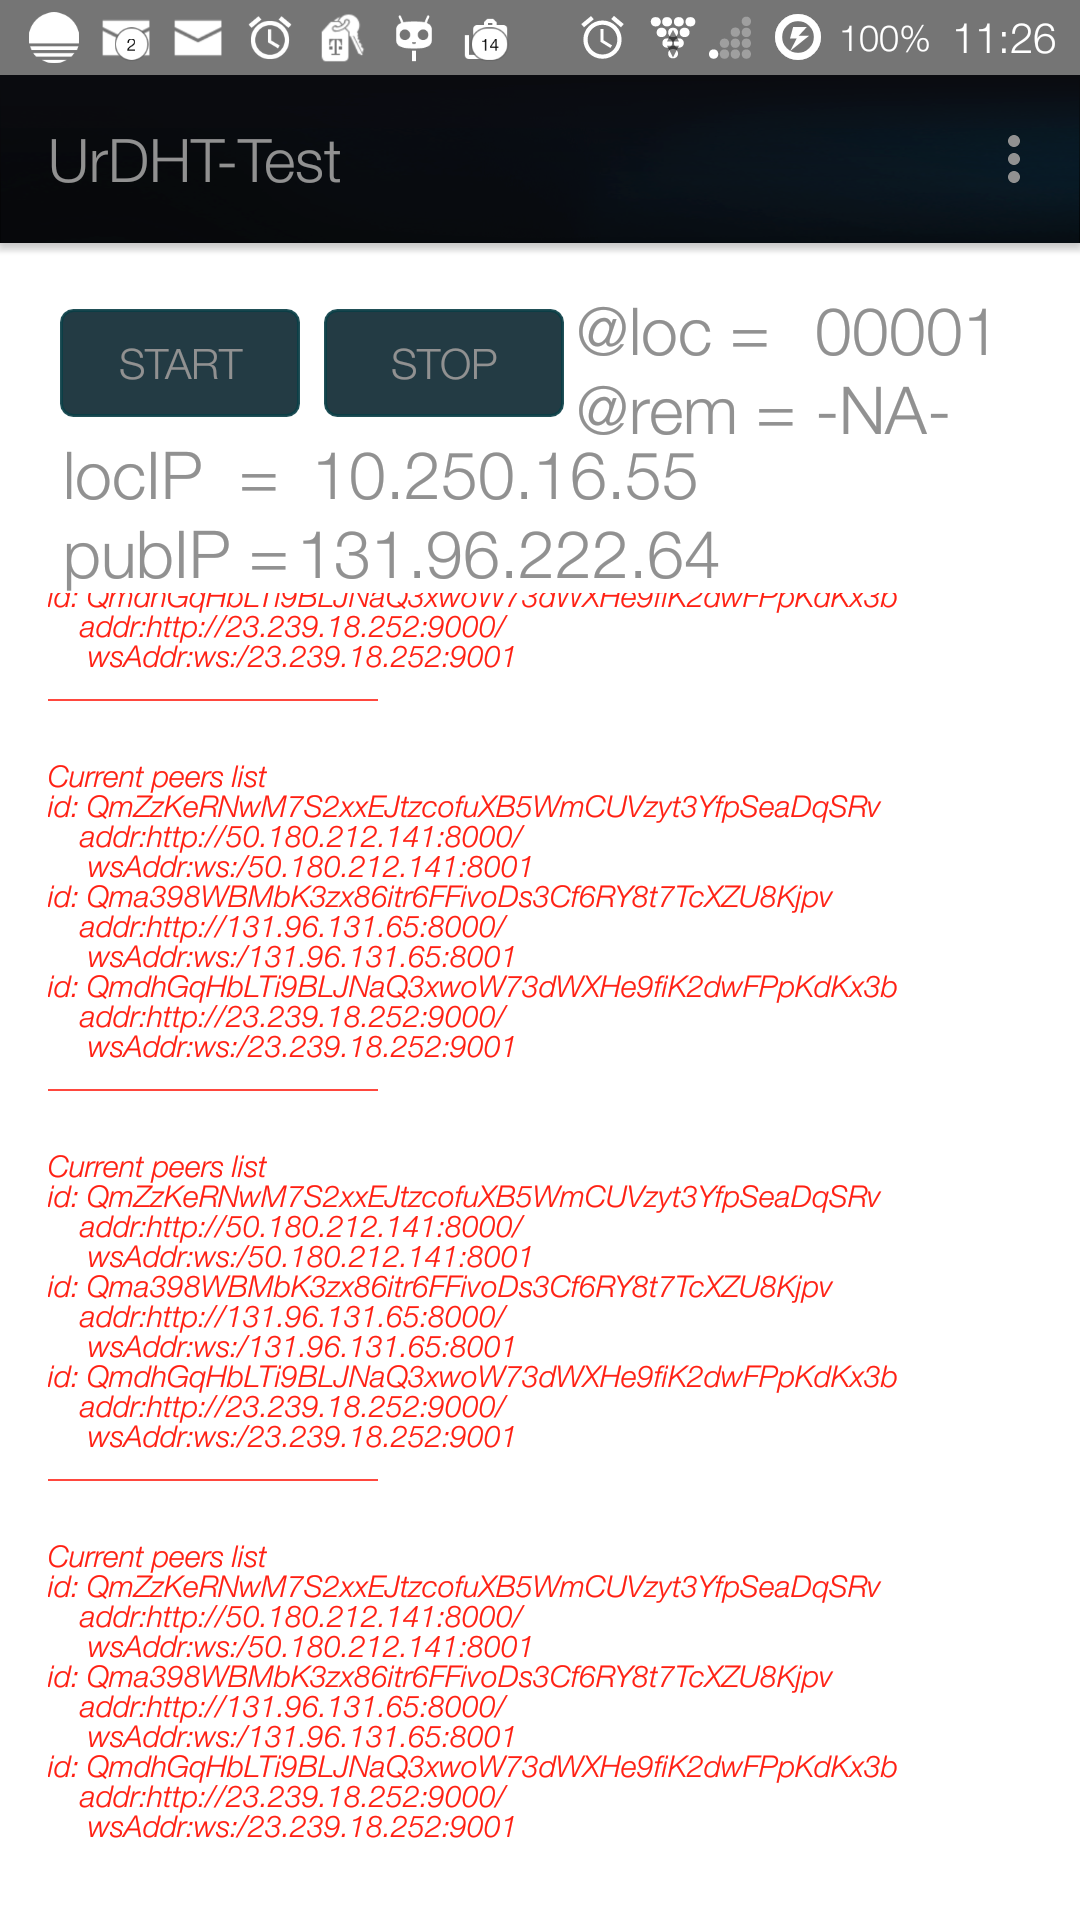 2
T
14
100% 11:26
UrDHT-Test
START STOP @loc = 00001
@rem = -NA-
locIP = 10.250.16.55
pubIP = 131.96.222.64
id: QmdhGqHbLTi9BLJNaQ3xwoW73dWXHe9fiK2dwFPpKdKx3b
addr:http://23.239.18.252:9000/
wsAddr:ws:/23.239.18.252:9001
Current peers list
id: QmZzKeRNwM7S2xxEJtzcofuXB5WmCUVzyt3YfpSeaDqSRv
addr:http://50.180.212.141:8000/
wsAddr:ws:/50.180.212.141:8001
id: Qma398WBMbK3zx86itr6FFivoDs3Cf6RY8t7TcXZU8Kjpv
addr:http://131.96.131.65:8000/
wsAddr:ws:/131.96.131.65:8001
id: QmdhGqHbLTi9BLJNaQ3xwoW73dWXHe9fiK2dwFPpKdKx3b
addr:http://23.239.18.252:9000/
wsAddr:ws:/23.239.18.252:9001
Current peers list
id: QmZzKeRNwM7S2xxEJtzcofuXB5WmCUVzyt3YfpSeaDqSRv
addr:http://50.180.212.141:8000/
wsAddr:ws:/50.180.212.141:8001
id: Qma398WBMbK3zx86itr6FFivoDs3Cf6RY8t7TcXZU8Kjpv
addr:http://131.96.131.65:8000/
wsAddr:ws:/131.96.131.65:8001
id: QmdhGqHbLTi9BLJNaQ3xwoW73dWXHe9fiK2dwFPpKdKx3b
addr:http://23.239.18.252:9000/
wsAddr:ws:/23.239.18.252:9001
Current peers list
id: QmZzKeRNwM7S2xxEJtzcofuXB5WmCUVzyt3YfpSeaDqSRv
addr:http://50.180.212.141:8000/
wsAddr:ws:/50.180.212.141:8001
id: Qma398WBMbK3zx86itr6FFivoDs3Cf6RY8t7TcXZU8Kjpv
addr:http://131.96.131.65:8000/
wsAddr:ws:/131.96.131.65:8001
id: QmdhGqHbLTi9BLJNaQ3xwoW73dWXHe9fiK2dwFPpKdKx3b
addr:http://23.239.18.252:9000/
wsAddr:ws:/23.239.18.252:9001